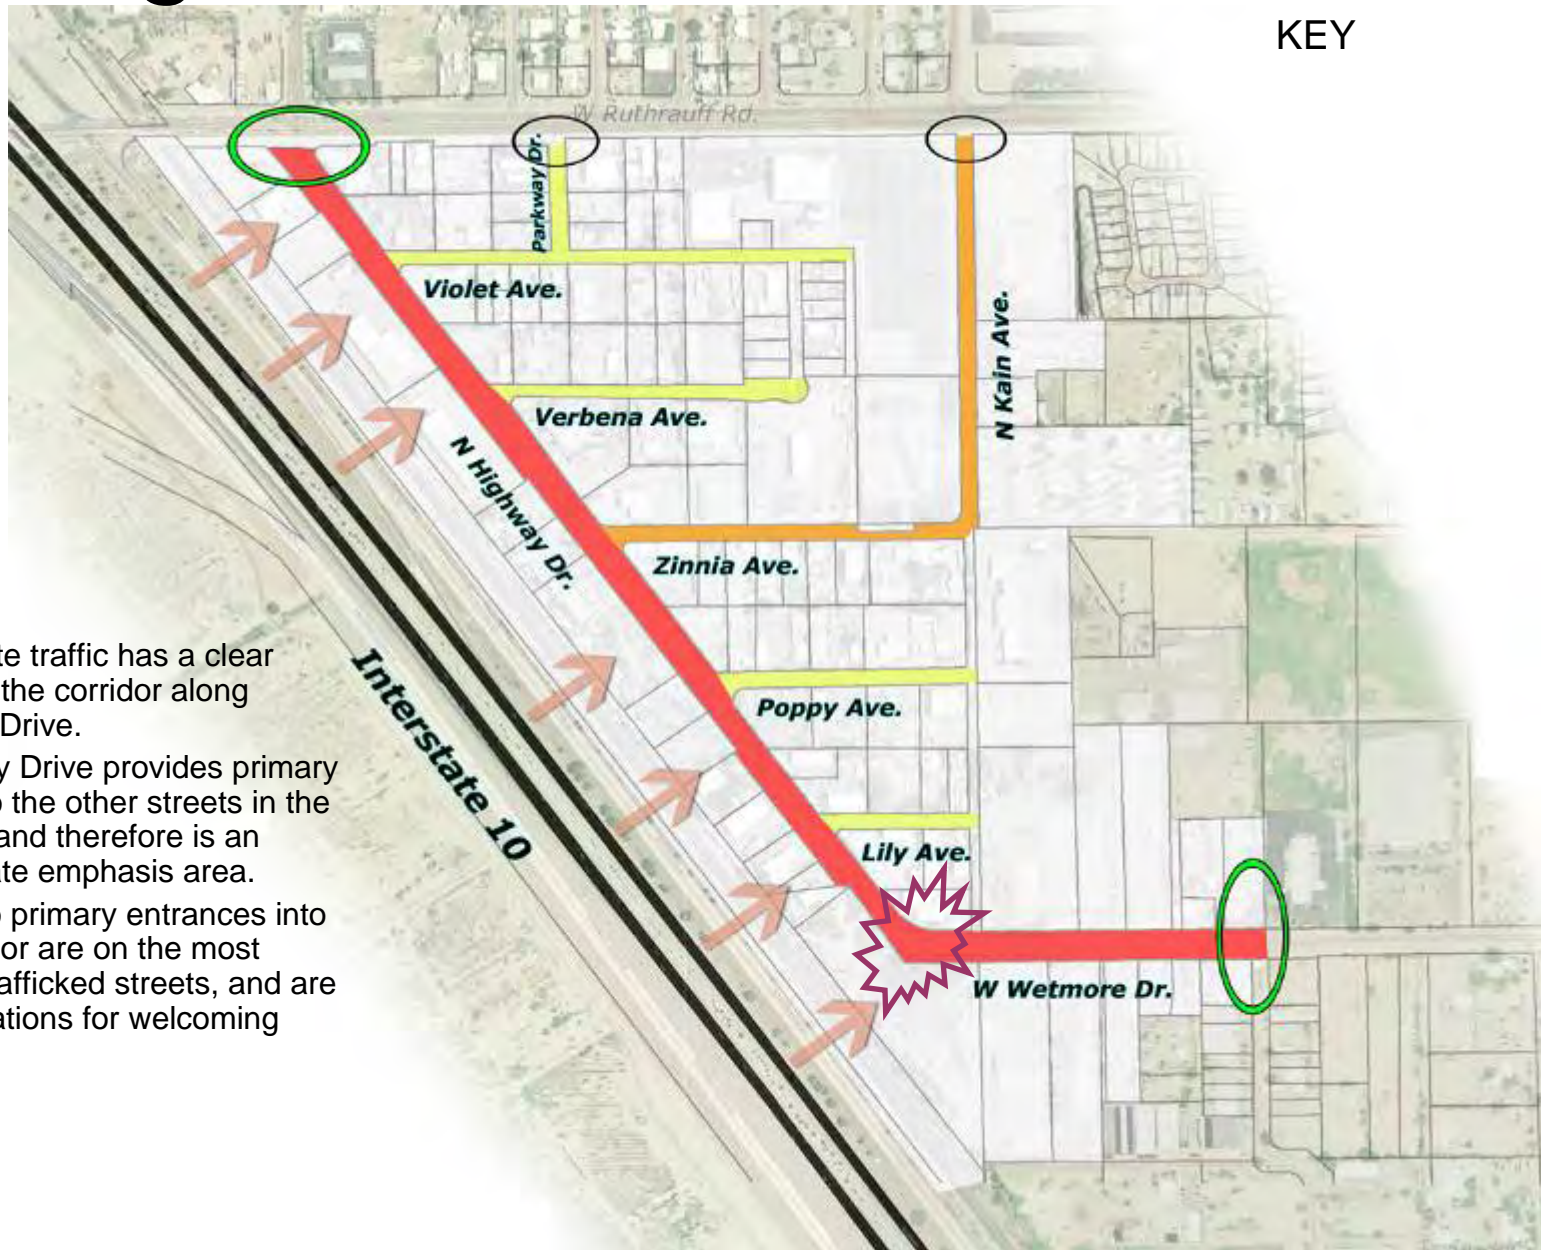 KEY
W Ruthrauff Rd.
Parkway Dr.
Violet Ave.
N Kain Ave.
Verbena Ave.
N Highway Dr.
Zinnia Ave.
te traffic has a clear
the corridor along
Drive.
Interstate 10
Poppy Ave.
y Drive provides primary
o the other streets in the
and therefore is an
te emphasis area.
Lily Ave.
o primary entrances into
or are on the most
afficked streets, and are
ations for welcoming
W Wetmore Dr.